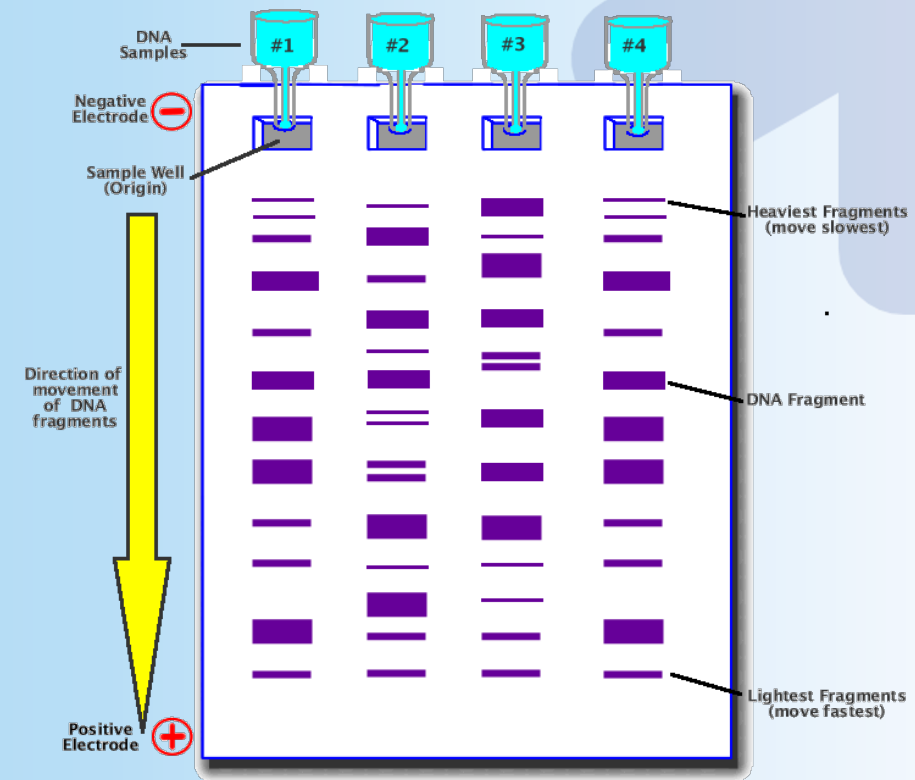 DNA
Samples
#1
#2
#3
#4
Negative
Electrode
Sample Well
(Origin)
Heaviest Fragments
(move slowest)
Direction of
movement
of DNA
fragments
DNA Fragment
Lightest Fragments
(move fastest)
Positive
Electrode